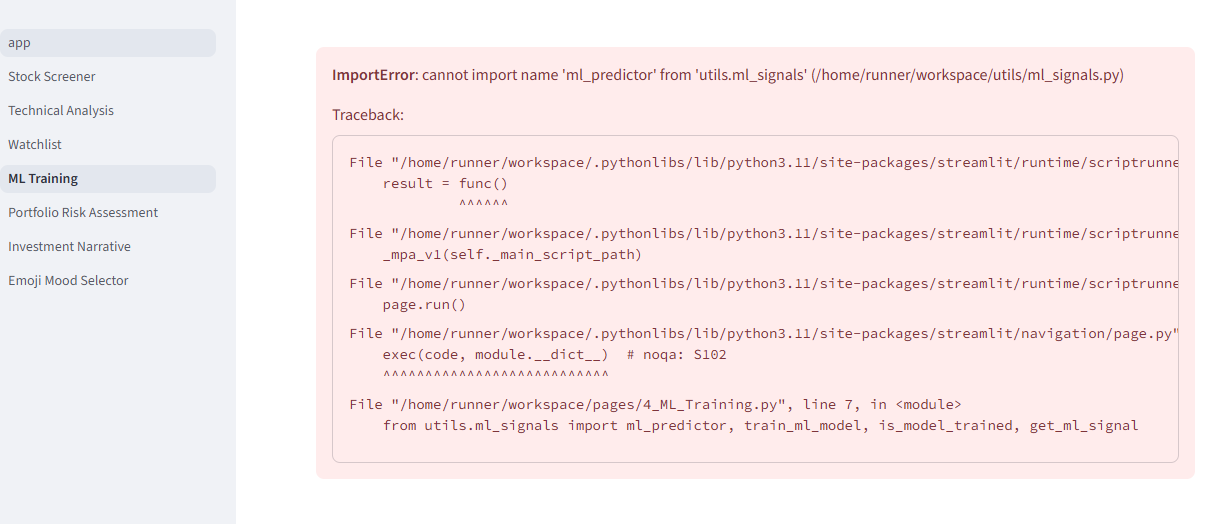 app
Stock Screener
Technical Analysis
Watchlist
ML Training
Portfolio Risk Assessment
Investment Narrative
Emoji Mood Selector
ImportError: cannot import name 'ml_predictor' from 'utils.ml_signals' (/home/runner/workspace/utils/ml_signals.py)
Traceback:
File "/home/runner/workspace/.pythonlibs/lib/python3.11/site-packages/streamlit/runtime/scriptrunne
result = func()
^^^^^^
File "/home/runner/workspace/.pythonlibs/lib/python3.11/site-packages/streamlit/runtime/scriptrunne
_mpa_v1(self._main_script_path)
File "/home/runner/workspace/.pythonlibs/lib/python3.11/site-packages/streamlit/runtime/scriptrunne
page.run()
File "/home/runner/workspace/.pythonlibs/lib/python3.11/site-packages/streamlit/navigation/page.py"
exec(code, module.__dict__)  # noqa: S102
^^^^^^^^^^^^^^^^^^^^^^^^^^^
File "/home/runner/workspace/pages/4_ML_Training.py", line 7, in <module>
from utils.ml_signals import ml_predictor, train_ml_model, is_model_trained, get_ml_signal